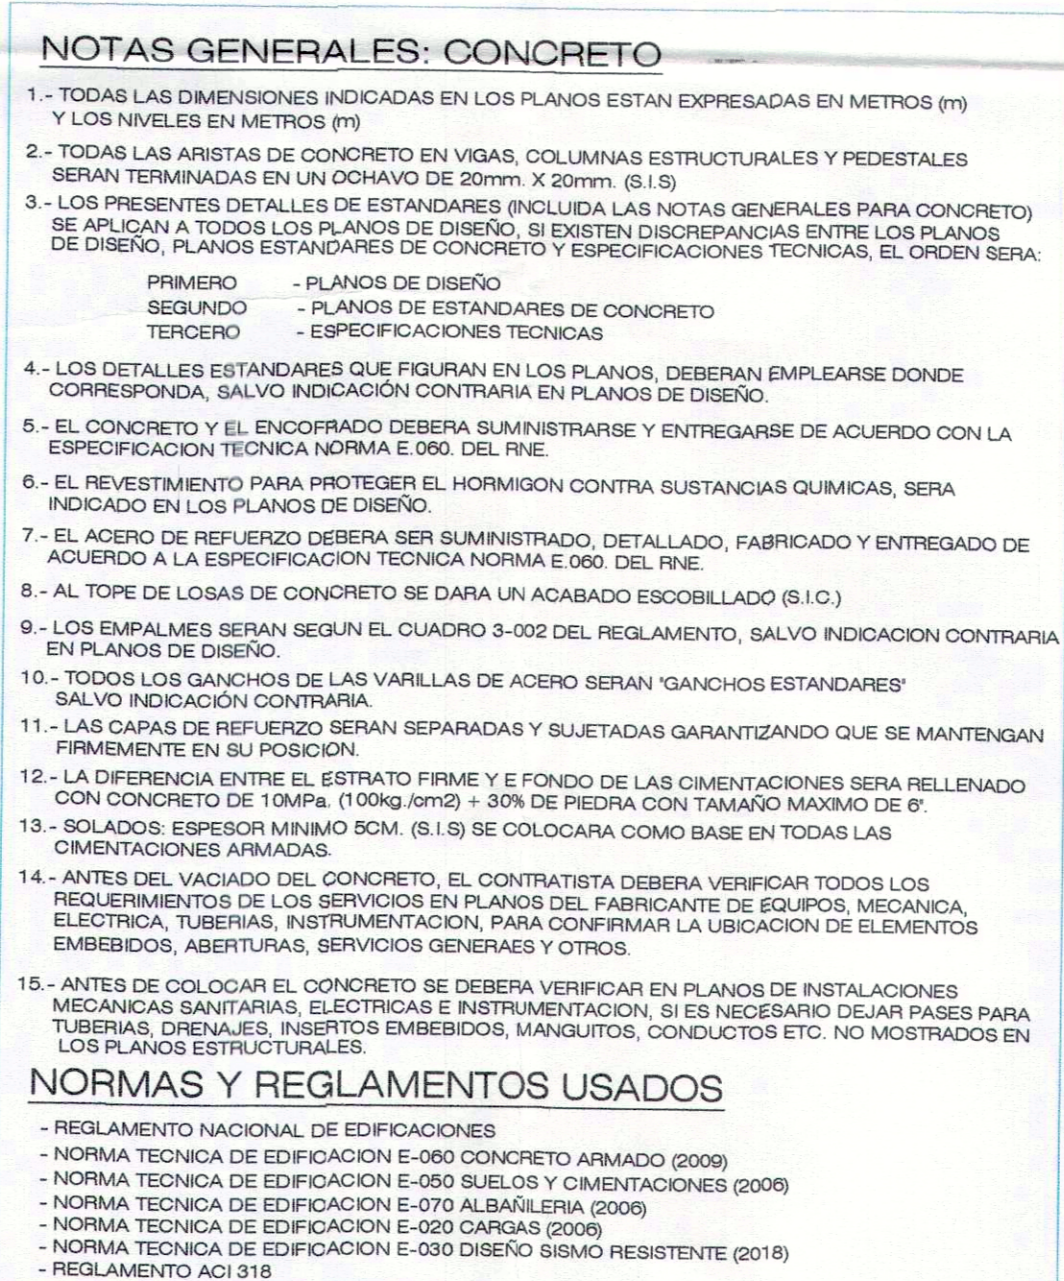 NOTAS GENERALES: CONCRETO
1.- TODAS LAS DIMENSIONES INDICADAS EN LOS PLANOS ESTAN EXPRESADAS EN METROS (m)
Y LOS NIVELES EN METROS (m)
2.- TODAS LAS ARISTAS DE CONCRETO EN VIGAS, COLUMNAS ESTRUCTURALES Y PEDESTALES
SERAN TERMINADAS EN UN OCHAVO DE 20mm. X 20mm. (S.I.S)
3.- LOS PRESENTES DETALLES DE ESTANDARES (INCLUIDA LAS NOTAS GENERALES PARA CONCRETO)
SE APLICAN A TODOS LOS PLANOS DE DISEÑO, SI EXISTEN DISCREPANCIAS ENTRE LOS PLANOS
DE DISEÑO, PLANOS ESTANDARES DE CONCRETO Y ESPECIFICACIONES TECNICAS, EL ORDEN SERA:
PRIMERO - PLANOS DE DISEÑO
SEGUNDO - PLANOS DE ESTANDARES DE CONCRETO
TERCERO - ESPECIFICACIONES TECNICAS
4.- LOS DETALLES ESTANDARES QUE FIGURAN EN LOS PLANOS, DEBERAN EMPLEARSE DONDE
CORRESPONDA, SALVO INDICACIÓN CONTRARIA EN PLANOS DE DISEÑO.
5.- EL CONCRETO Y EL ENCOFRADO DEBERA SUMINISTRARSE Y ENTREGARSE DE ACUERDO CON LA
ESPECIFICACION TECNICA NORMA E.060. DEL RNE.
6.- EL REVESTIMIENTO PARA PROTEGER EL HORMIGON CONTRA SUSTANCIAS QUIMICAS, SERA
INDICADO EN LOS PLANOS DE DISEÑO.
7.- EL ACERO DE REFUERZO DEBERA SER SUMINISTRADO, DETALLADO, FABRICADO Y ENTREGADO DE
ACUERDO A LA ESPECIFICACION TECNICA NORMA E.060. DEL RNE.
8.- AL TOPE DE LOSAS DE CONCRETO SE DARA UN ACABADO ESCOBILLADO (S.I.C.)
9.- LOS EMPALMES SERAN SEGUN EL CUADRO 3-002 DEL REGLAMENTO, SALVO INDICACION CONTRARIA
EN PLANOS DE DISEÑO.
10.- TODOS LOS GANCHOS DE LAS VARILLAS DE ACERO SERAN "GANCHOS ESTANDARES"
SALVO INDICACIÓN CONTRARIA.
11.- LAS CAPAS DE REFUERZO SERAN SEPARADAS Y SUJETADAS GARANTIZANDO QUE SE MANTENGAN
FIRMEMENTE EN SU POSICION.
12.- LA DIFERENCIA ENTRE EL ESTRATO FIRME Y E FONDO DE LAS CIMENTACIONES SERA RELLENADO
CON CONCRETO DE 10MPa. (100kg./cm2) + 30% DE PIEDRA CON TAMAÑO MAXIMO DE 6".
13.- SOLADOS: ESPESOR MINIMO 5CM. (S.I.S) SE COLOCARA COMO BASE EN TODAS LAS
CIMENTACIONES ARMADAS.
14.- ANTES DEL VACIADO DEL CONCRETO, EL CONTRATISTA DEBERA VERIFICAR TODOS LOS
REQUERIMIENTOS DE LOS SERVICIOS EN PLANOS DEL FABRICANTE DE EQUIPOS, MECANICA,
ELECTRICA, TUBERIAS, INSTRUMENTACION, PARA CONFIRMAR LA UBICACION DE ELEMENTOS
EMBEBIDOS, ABERTURAS, SERVICIOS GENERAES Y OTROS.
15.- ANTES DE COLOCAR EL CONCRETO SE DEBERA VERIFICAR EN PLANOS DE INSTALACIONES
MECANICAS SANITARIAS, ELECTRICAS E INSTRUMENTACION, SI ES NECESARIO DEJAR PASES PARA
TUBERIAS, DRENAJES, INSERTOS EMBEBIDOS, MANGUITOS, CONDUCTOS ETC. NO MOSTRADOS EN
LOS PLANOS ESTRUCTURALES.
NORMAS Y REGLAMENTOS USADOS
- REGLAMENTO NACIONAL DE EDIFICACIONES
- NORMA TECNICA DE EDIFICACION E-060 CONCRETO ARMADO (2009)
- NORMA TECNICA DE EDIFICACION E-050 SUELOS Y CIMENTACIONES (2006)
- NORMA TECNICA DE EDIFICACION E-070 ALBAÑILERIA (2006)
- NORMA TECNICA DE EDIFICACION E-020 CARGAS (2006)
- NORMA TECNICA DE EDIFICACION E-030 DISEÑO SISMO RESISTENTE (2018)
- REGLAMENTO ACI 318